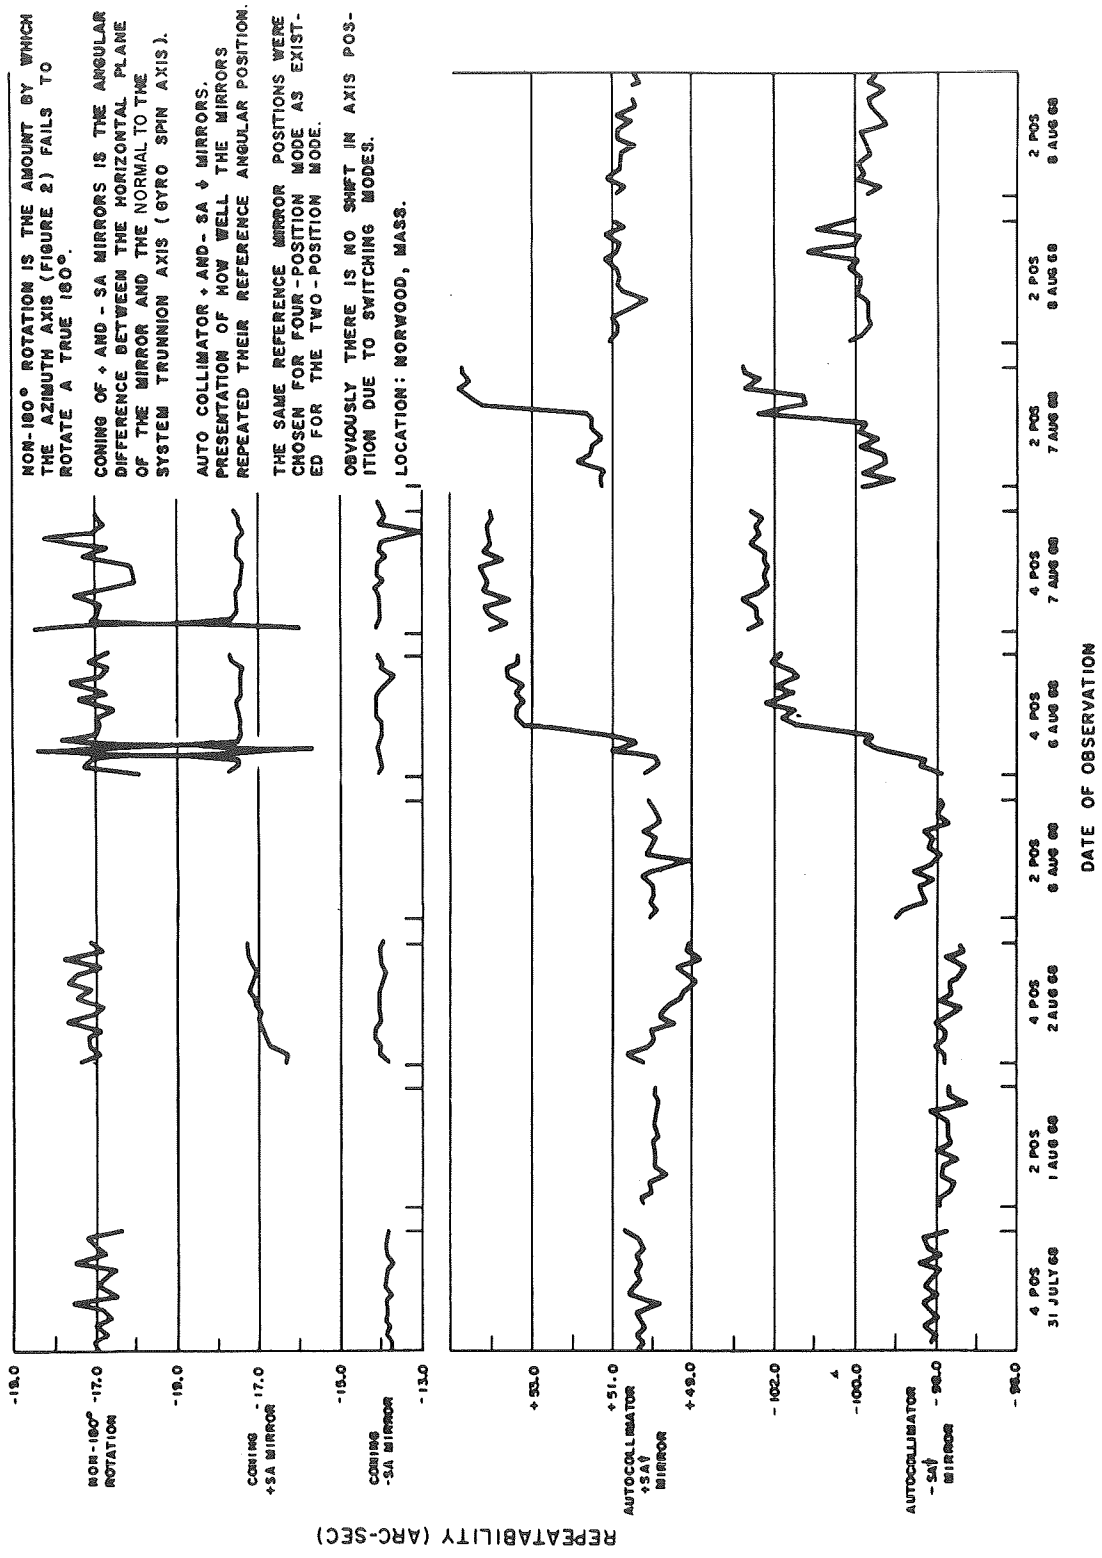 NON-180° ROTATION IS THE AMOUNT BY WHICH
THE AZIMUTH AXIS (FIGURE 2) FAILS TO
ROTATE A TRUE 180°.
CONING OF + AND - SA MIRRORS IS THE ANGULAR
DIFFERENCE BETWEEM THE HORIZONTAL PLANE
OF THE MIRROR AND THE NORMAL TO THE
SYSTEM TRUNNION AXIS (GYRO SPIN AXIS).
AUTO COLLIMATOR + AND - SA ϕ MIRRORS.
PRESENTATION OF HOW WELL THE MIRRORS
REPEATED THEIR REFERENCE ANGULAR POSITION.
THE SAME REFERENCE MIRROR POSITIONS WERE
CHOSEN FOR FOUR-POSITION MODE AS EXIST-
ED FOR THE TWO-POSITION MODE.
OBVIOUSLY THERE IS NO SHIFT IN AXIS POS-
ITION DUE TO SWITCHING MODES.
LOCATION: NORWOOD, MASS.
REPEATABILITY (ARC-SEC)
NON-180°
ROTATION
-19.0
-17.0
CONING
+SA MIRROR
-19.0
-17.0
CONING
-SA MIRROR
-15.0
-13.0
AUTOCOLLIMATOR
+SAϕ
MIRROR
+53.0
+51.0
+49.0
AUTOCOLLIMATOR
-SAϕ
MIRROR
-102.0
-100.0
-98.0
-98.0
4 POS
31 JULY 68
2 POS
1 AUG 68
4 POS
2 AUG 68
2 POS
6 AUG 68
4 POS
6 AUG 68
4 POS
7 AUG 68
2 POS
7 AUG 68
2 POS
8 AUG 68
2 POS
8 AUG 68
DATE OF OBSERVATION